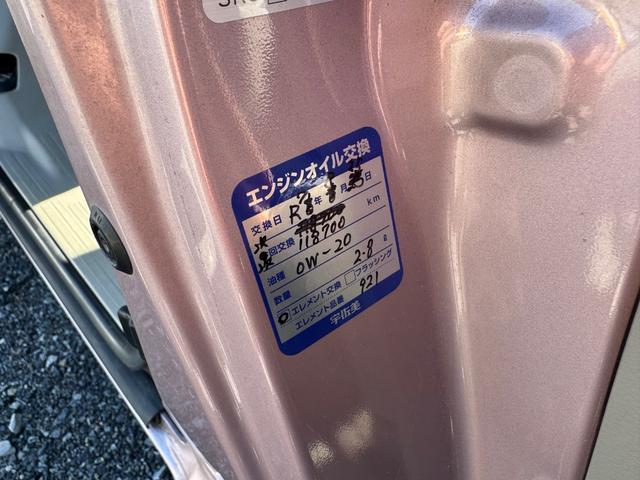 SRS
エンジンオイル交換
交換日 R 年 月 日
回交換 118700 km
油種 0W-20
数量 2.8 ℓ
エレメント交換 フラッシング
エレメント品番 921
宇佐美